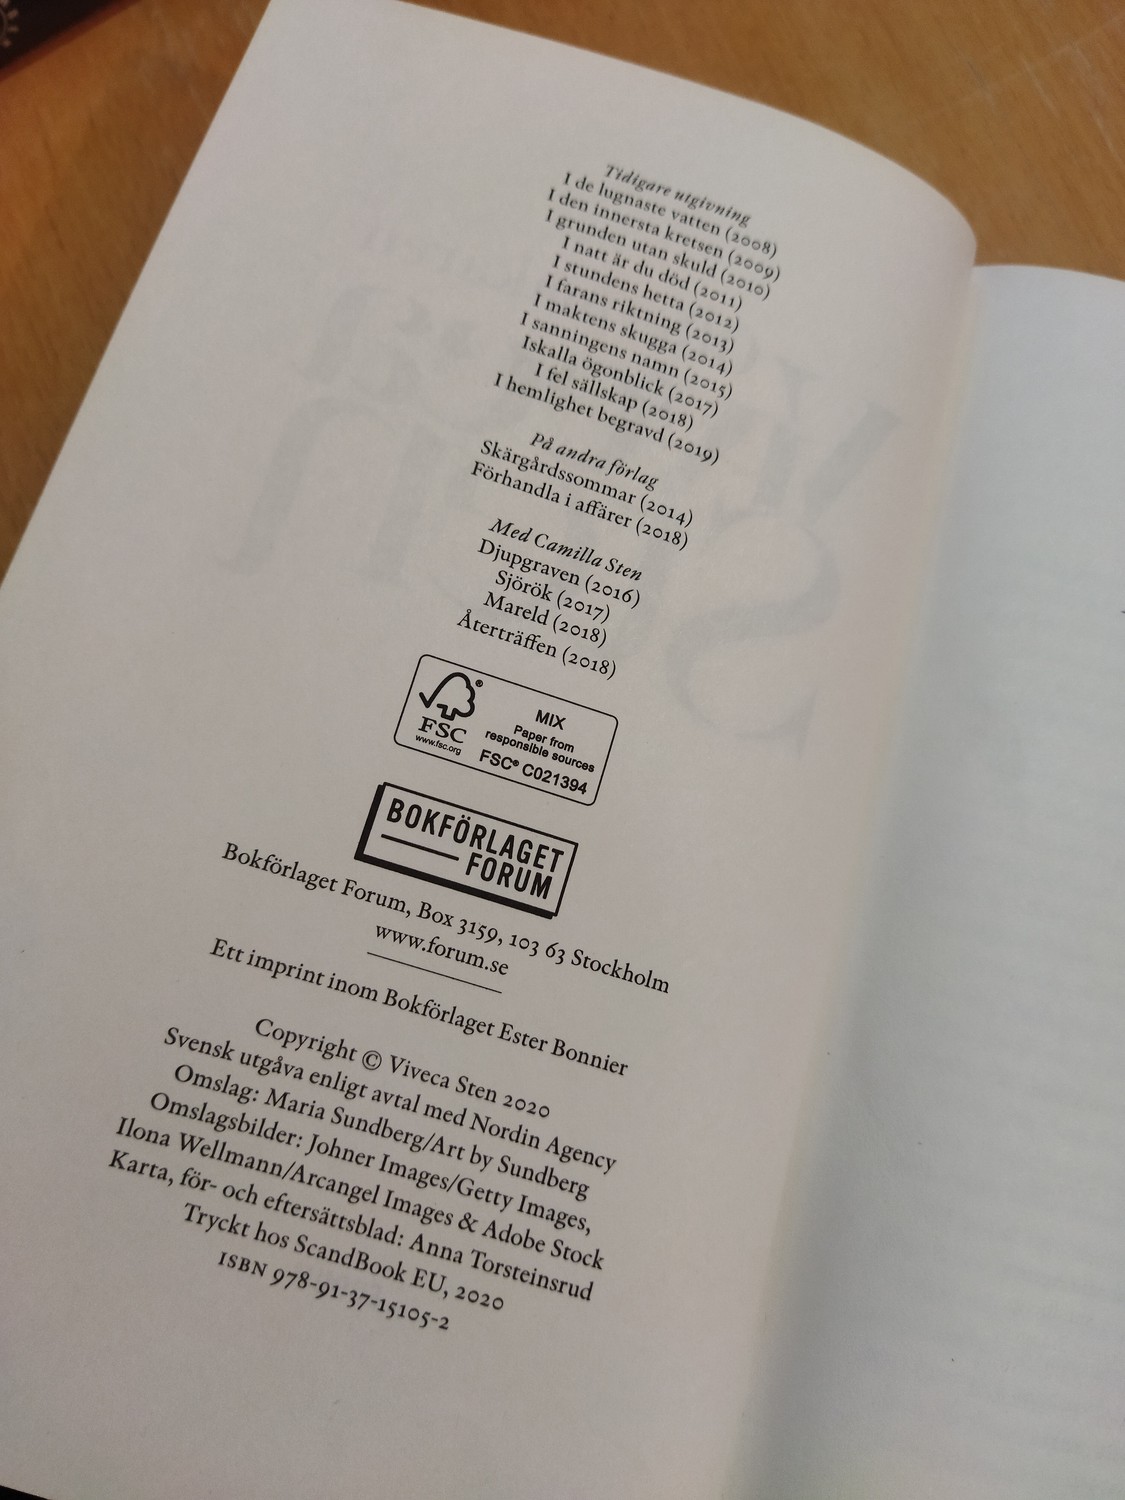 Tidigare utgivning
I de lugnaste vatten (2008)
I den innersta kretsen (2009)
I grunden utan skuld (2010)
I natt är du död (2011)
I stundens hetta (2012)
I farans riktning (2013)
I maktens skugga (2014)
I sanningens namn (2015)
Iskalla ögonblick (2017)
I fel sällskap (2018)
I hemlighet begravd (2019)
På andra förlag
Skärgårdssommar (2014)
Förhandla i affärer (2018)
Med Camilla Sten
Djupgraven (2016)
Sjörök (2017)
Mareld (2018)
Återträffen (2018)
FSC
www.fsc.org
MIX
Paper from
responsible sources
FSC® C021394
BOKFÖRLAGET
FORUM
Bokförlaget Forum, Box 3159, 103 63 Stockholm
www.forum.se
Ett imprint inom Bokförlaget Ester Bonnier
Copyright © Viveca Sten 2020
Svensk utgåva enligt avtal med Nordin Agency
Omslag: Maria Sundberg/Art by Sundberg
Omslagsbilder: Johner Images/Getty Images,
Ilona Wellmann/Arcangel Images & Adobe Stock
Karta, för- och eftersättsblad: Anna Torsteinsrud
Tryckt hos ScandBook EU, 2020
ISBN 978-91-37-15105-2